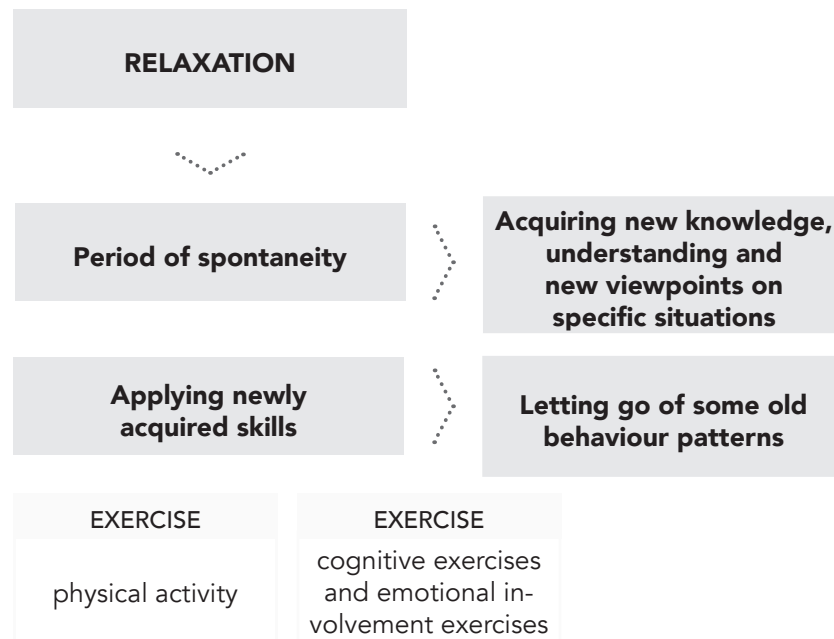 RELAXATION
Period of spontaneity
Acquiring new knowledge,
understanding and
new viewpoints on
specific situations
Applying newly
acquired skills
Letting go of some old
behaviour patterns
EXERCISE
physical activity
EXERCISE
cognitive exercises
and emotional in-
volvement exercises